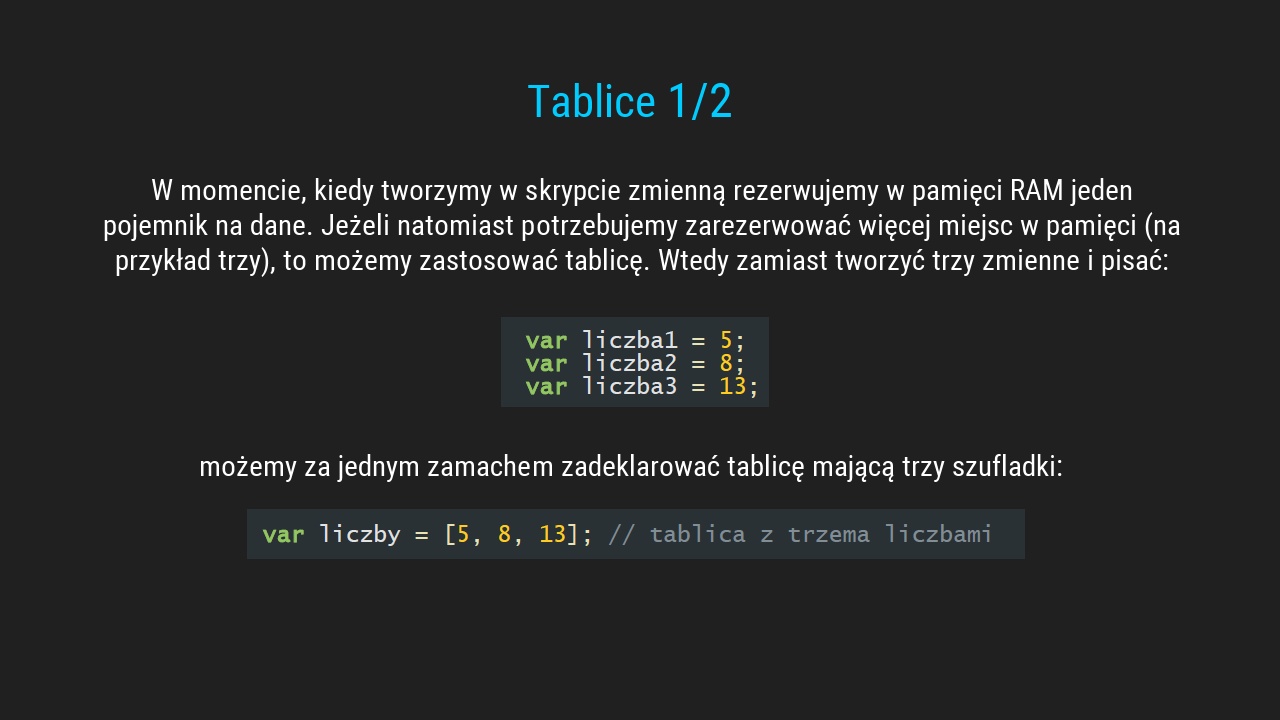 Tablice 1/2
W momencie, kiedy tworzymy w skrypcie zmienną rezerwujemy w pamięci RAM jeden
pojemnik na dane. Jeżeli natomiast potrzebujemy zarezerwować więcej miejsc w pamięci (na
przykład trzy), to możemy zastosować tablicę. Wtedy zamiast tworzyć trzy zmienne i pisać:
var liczba1 = 5;
var liczba2 = 8;
var liczba3 = 13;
możemy za jednym zamachem zadeklarować tablicę mającą trzy szufladki:
var liczby = [5, 8, 13]; // tablica z trzema liczbami